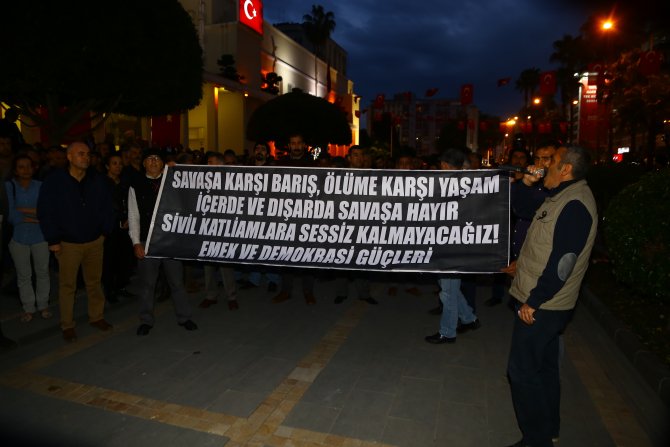 SAVAŞA KARŞI BARIŞ, ÖLÜME KARŞI YAŞAM
İÇERDE VE DIŞARDA SAVAŞA HAYIR
SİVİL KATLİAMLARA SESSİZ KALMAYACAĞIZ!
EMEK VE DEMOKRASİ GÜÇLERİ